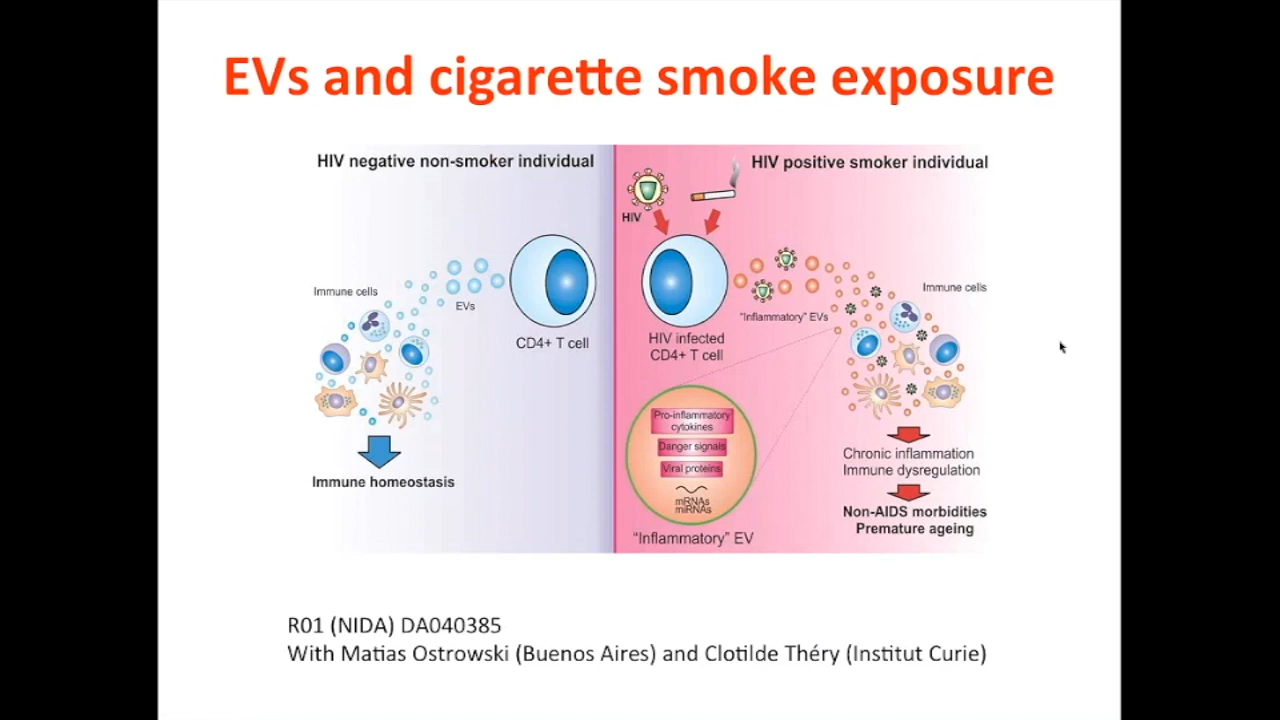 EVs and cigarette smoke exposure
HIV negative non-smoker individual
Immune cells
EVs
CD4+ T cell
Immune homeostasis
HIV positive smoker individual
HIV
"Inflammatory" EVs
Immune cells
HIV infected
CD4+ T cell
Pro-inflammatory
cytokines
Danger signals
Viral proteins
mRNAs
miRNAs
"Inflammatory" EV
Chronic inflammation
Immune dysregulation
Non-AIDS morbidities
Premature ageing
R01 (NIDA) DA040385
With Matias Ostrowski (Buenos Aires) and Clotilde Théry (Institut Curie)